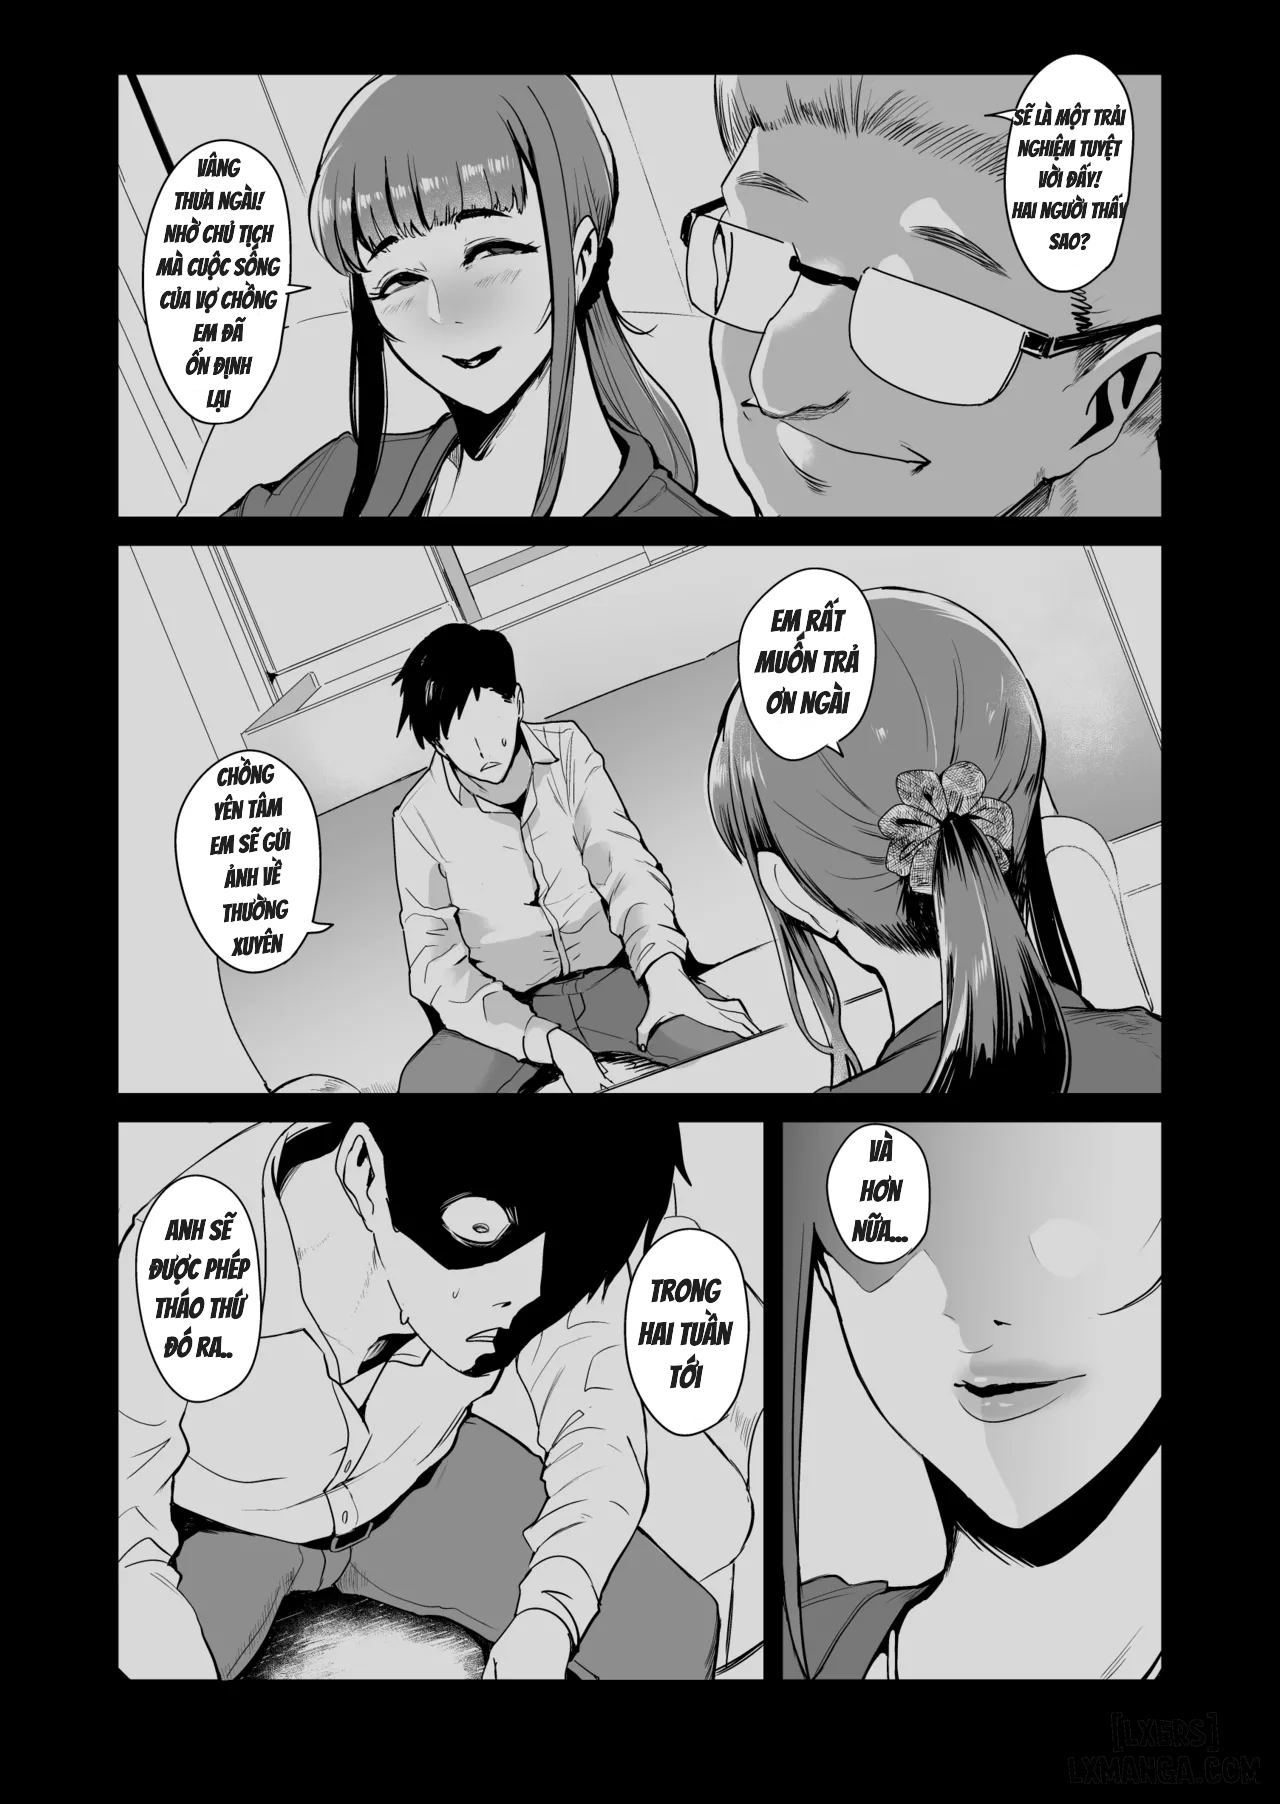 SẼ LÀ MỘT TRẢI
NGHIỆM TUYỆT
VỜI ĐẤY!
HAI NGƯỜI THẤY
SAO?
VÂNG
THƯA NGÀI!
NHỜ CHỦ TỊCH
MÀ CUỘC SỐNG
CỦA VỢ CHỒNG
EM ĐÃ
ỔN ĐỊNH
LẠI
EM RẤT
MUỐN TRẢ
ƠN NGÀI
CHỒNG
YÊN TÂM
EM SẼ GỬI
ẢNH VỀ
THƯỜNG
XUYÊN
VÀ
HƠN
NỮA...
TRONG
HAI TUẦN
TỚI
ANH SẼ
ĐƯỢC PHÉP
THÁO THỨ
ĐÓ RA..
[LXERS]
LXMANGA.COM